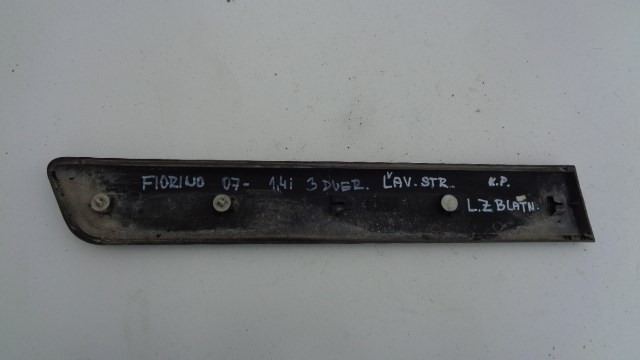 FIORINO 07- 1,4i 3 DVER. ĽAV. STR. K.P.
L.Z BLATN.